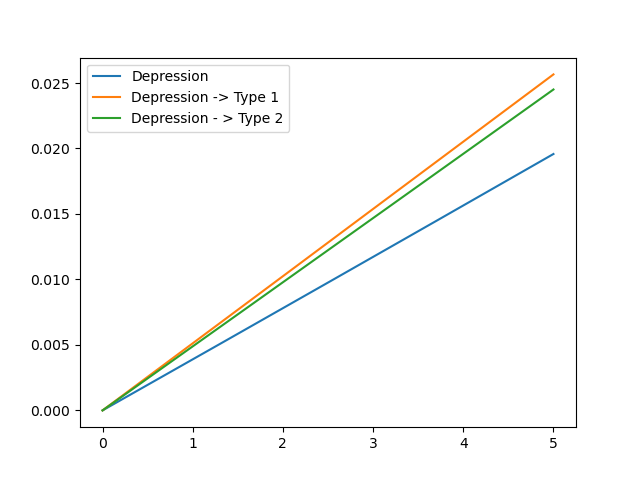 Depression
Depression -> Type 1
Depression - > Type 2
0.025
0.020
0.015
0.010
0.005
0.000
0 1 2 3 4 5